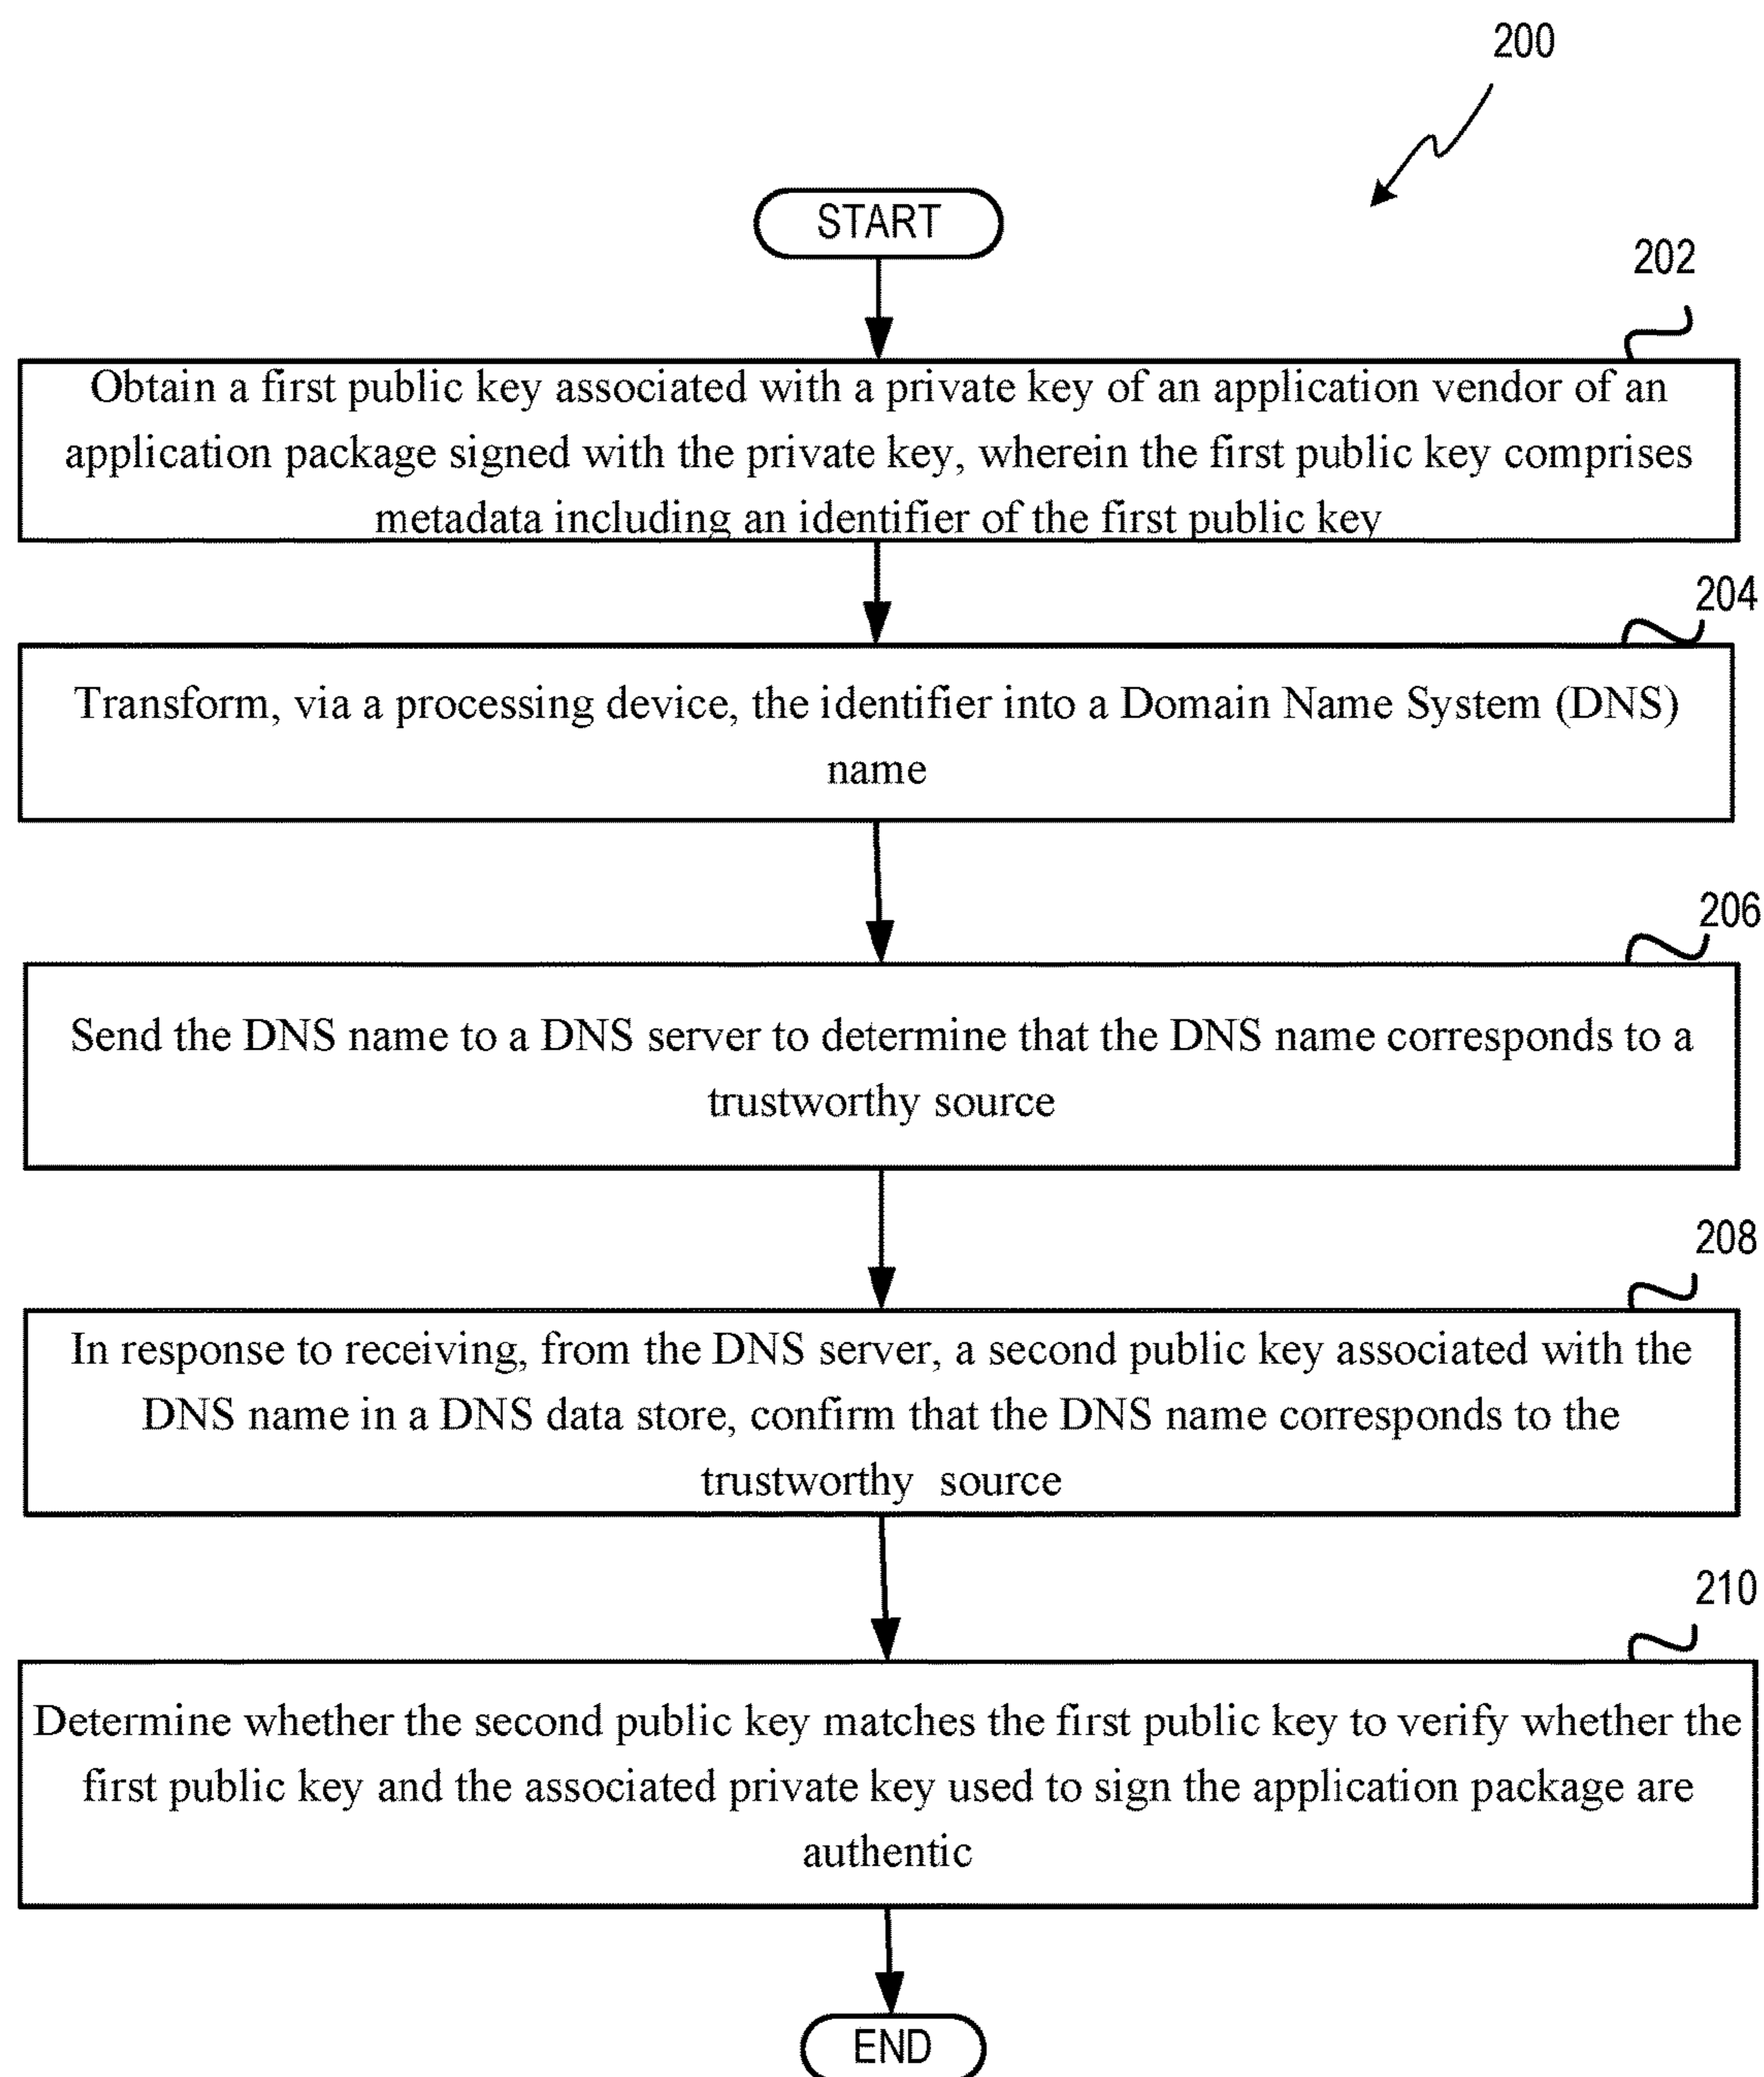 200
START
202
Obtain a first public key associated with a private key of an application vendor of an
application package signed with the private key, wherein the first public key comprises
metadata including an identifier of the first public key
204
Transform, via a processing device, the identifier into a Domain Name System (DNS)
name
206
Send the DNS name to a DNS server to determine that the DNS name corresponds to a
trustworthy source
208
In response to receiving, from the DNS server, a second public key associated with the
DNS name in a DNS data store, confirm that the DNS name corresponds to the
trustworthy source
210
Determine whether the second public key matches the first public key to verify whether the
first public key and the associated private key used to sign the application package are
authentic
END